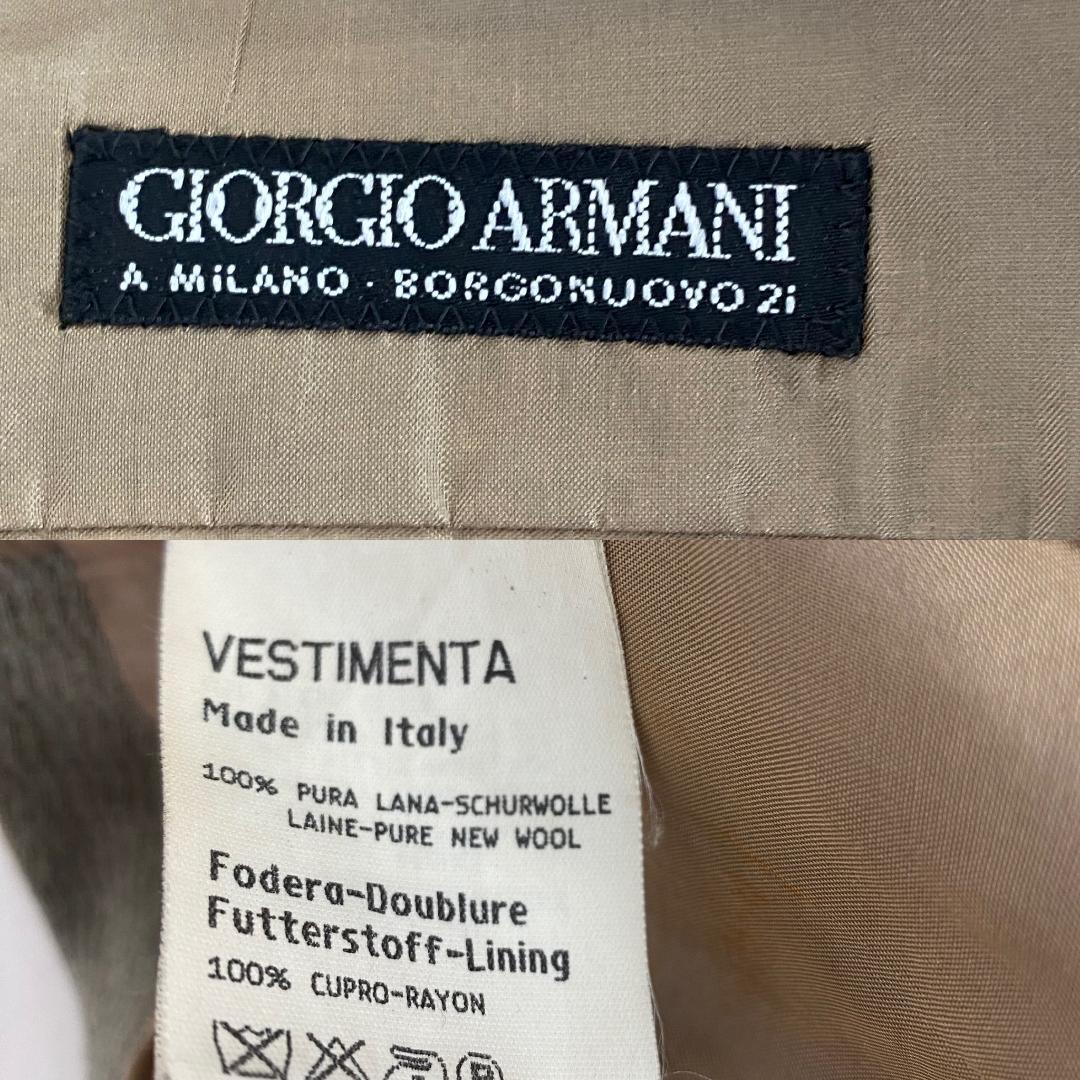 GIORGIO ARMANI
A MiLANO · BORGONUOVO 2i
VESTIMENTA
Made in Italy
100% PURA LANA-SCHURWOLLE
LAINE-PURE NEW WOOL
Fodera-Doublure
Futterstoff-Lining
100% CUPRO-RAYON